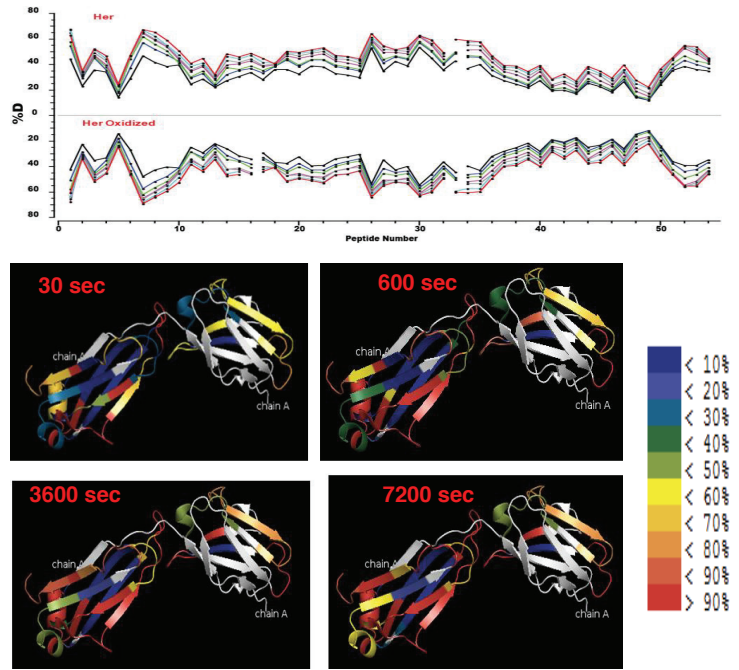 80
60
40
20
0
20
40
60
80
%D
Her
Her Oxidized
0 10 20 30 40 50
Peptide Number
30 sec
chain A
chain A
600 sec
chain A
chain A
3600 sec
chain A
chain A
7200 sec
chain A
chain A
< 10%
< 20%
< 30%
< 40%
< 50%
< 60%
< 70%
< 80%
< 90%
> 90%